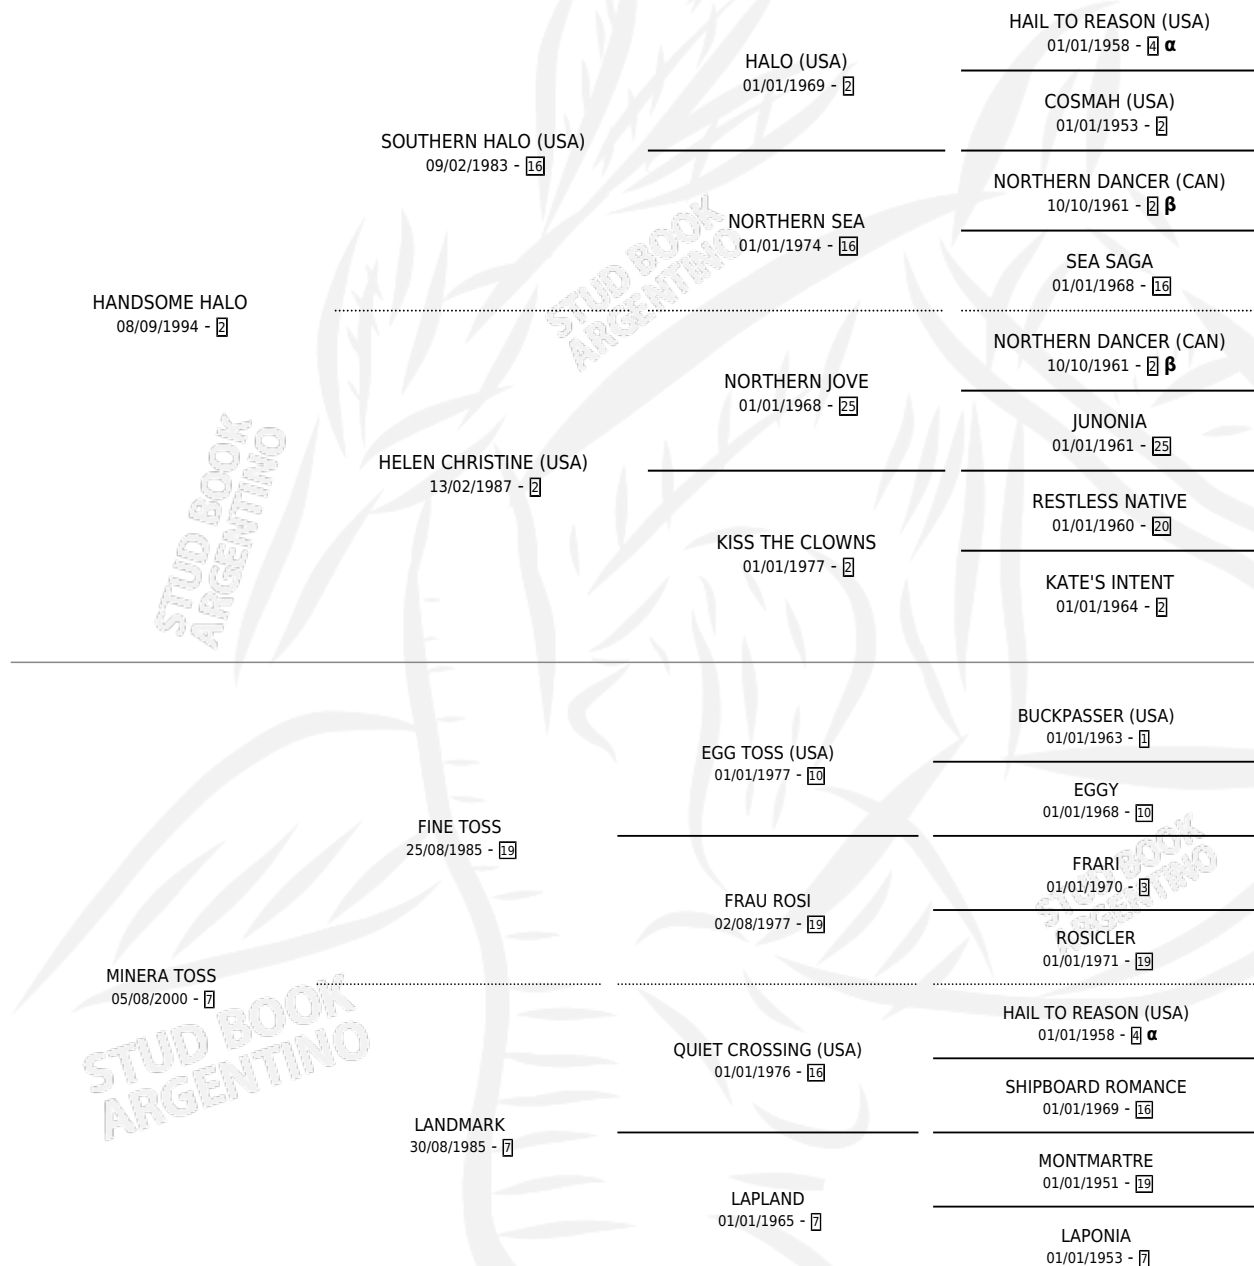 HAIL TO REASON (USA)
01/01/1958 - 4 α
HALO (USA)
01/01/1969 - 2
COSMAH (USA)
01/01/1953 - 2
SOUTHERN HALO (USA)
09/02/1983 - 16
NORTHERN DANCER (CAN)
10/10/1961 - 2 β
NORTHERN SEA
01/01/1974 - 16
SEA SAGA
01/01/1968 - 16
HANDSOME HALO
08/09/1994 - 2
NORTHERN DANCER (CAN)
10/10/1961 - 2 β
NORTHERN JOVE
01/01/1968 - 25
JUNONIA
01/01/1961 - 25
HELEN CHRISTINE (USA)
13/02/1987 - 2
RESTLESS NATIVE
01/01/1960 - 20
KISS THE CLOWNS
01/01/1977 - 2
KATE'S INTENT
01/01/1964 - 2
BUCKPASSER (USA)
01/01/1963 - 1
EGG TOSS (USA)
01/01/1977 - 10
EGGY
01/01/1968 - 10
FINE TOSS
25/08/1985 - 19
FRARI
01/01/1970 - 3
FRAU ROSI
02/08/1977 - 19
ROSICLER
01/01/1971 - 19
MINERA TOSS
05/08/2000 - 7
HAIL TO REASON (USA)
01/01/1958 - 4 α
QUIET CROSSING (USA)
01/01/1976 - 16
SHIPBOARD ROMANCE
01/01/1969 - 16
LANDMARK
30/08/1985 - 7
MONTMARTRE
01/01/1951 - 19
LAPLAND
01/01/1965 - 7
LAPONIA
01/01/1953 - 7
STUD BOOK
ARGENTINO
STUD BOOK
ARGENTINO
STUD BOOK
ARGENTINO
STUD BOOK
ARGENTINO